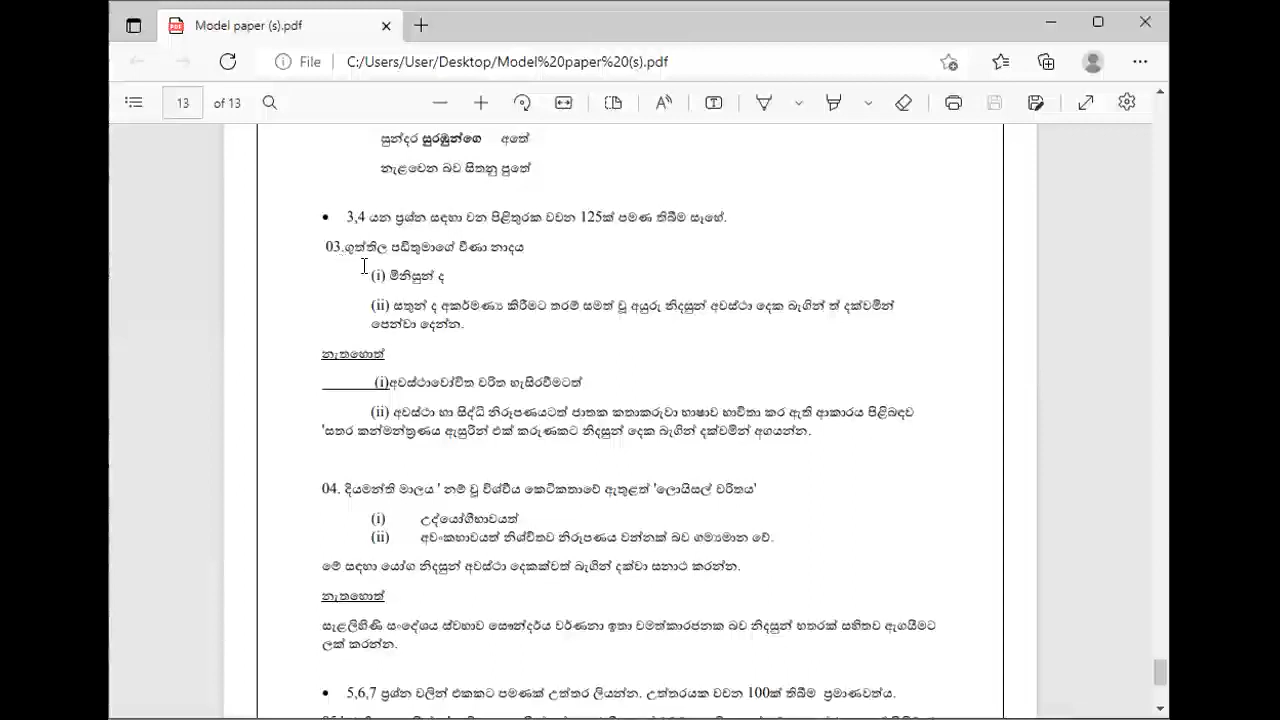 Model paper (s).pdf
File
C:/Users/User/Desktop/Model%20paper%20(s).pdf
13 of 13
සුන්දර සුරඹුන්ගෙ අතේ
නැළවෙන බව සිතනු පුතේ
• 3,4 යන ප්‍රශ්න සඳහා වන පිළිතුරක වචන 125ක් පමණ තිබීම සෑහේ.
03.ගුත්තිල පඬිතුමාගේ වීණා නාදය
(i) මිනිසුන් ද
(ii) සතුන් ද අකර්මණ්‍ය කිරීමට තරම් සමත් වූ අයුරු නිදසුන් අවස්ථා දෙක බැගින් ත් දක්වමින්
පෙන්වා දෙන්න.
නැතහොත්
(i)අවස්ථාවෝචිත චරිත හැසිරවීමටත්
(ii) අවස්ථා හා සිද්ධි නිරූපණයටත් ජාතක කතාකරුවා භාෂාව භාවිතා කර ඇති ආකාරය පිළිබඳව
'සතර කන්මන්ත්‍රණය ඇසුරින් එක් කරුණකට නිදසුන් දෙක බැගින් දක්වමින් අගයන්න.
04. දියමන්ති මාලය ' නම් වූ විශ්වීය කෙටිකතාවේ ඇතුළත් 'ලොයිසල් චරිතය'
(i) උද්යෝගීභාවයත්
(ii) අවංකභාවයත් නිශ්චිතව නිරූපණය වන්නක් බව ගම්‍යමාන වේ.
මේ සඳහා යෝග නිදසුන් අවස්ථා දෙකක්වත් බැගින් දක්වා සනාථ කරන්න.
නැතහොත්
සැළලිහිණි සංදේශය ස්වභාව සෞන්දර්ය වර්ණනා ඉතා චමත්කාරජනක බව නිදසුන් හතරක් සහිතව ඇගයීමට
ලක් කරන්න.
• 5,6,7 ප්‍රශ්න වලින් එකකට පමණක් උත්තර ලියන්න. උත්තරයක වචන 100ක් තිබීම ප්‍රමාණවත්ය.